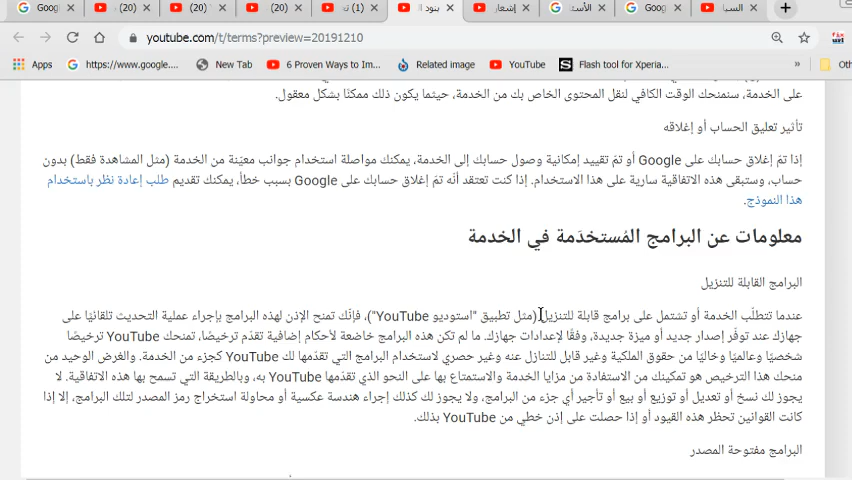 Googl
(20)
(20)
(20)
(1) تن
بنود ال
إشعار
الأست
Goog
السيا
youtube.com/t/terms?preview=20191210
Apps
https://www.google....
New Tab
6 Proven Ways to Im...
Related image
YouTube
Flash tool for Xperia...
»
Oth
fix
url
على الخدمة، سنمنحك الوقت الكافي لنقل المحتوى الخاص بك من الخدمة، حيثما يكون ذلك ممكنًا بشكل معقول.
تأثير تعليق الحساب أو إغلاقه
إذا تمّ إغلاق حسابك على Google أو تمّ تقييد إمكانية وصول حسابك إلى الخدمة، يمكنك مواصلة استخدام جوانب معيّنة من الخدمة (مثل المشاهدة فقط) بدون
حساب، وستبقى هذه الاتفاقية سارية على هذا الاستخدام. إذا كنت تعتقد أنّه تمّ إغلاق حسابك على Google بسبب خطأ، يمكنك تقديم طلب إعادة نظر باستخدام
هذا النموذج.
معلومات عن البرامج المُستخدَمة في الخدمة
البرامج القابلة للتنزيل
عندما تتطلّب الخدمة أو تشتمل على برامج قابلة للتنزيل (مثل تطبيق "استوديو YouTube")، فإنّك تمنح الإذن لهذه البرامج بإجراء عملية التحديث تلقائيًا على
جهازك عند توفّر إصدار جديد أو ميزة جديدة، وفقًا لإعدادات جهازك. ما لم تكن هذه البرامج خاضعة لأحكام إضافية تقدّم ترخيصًا، تمنحك YouTube ترخيصًا
شخصيًا وعالميًا وخاليًا من حقوق الملكية وغير قابل للتنازل عنه وغير حصري لاستخدام البرامج التي تقدّمها لك YouTube كجزء من الخدمة. والغرض الوحيد من
منحك هذا الترخيص هو تمكينك من الاستفادة من مزايا الخدمة والاستمتاع بها على النحو الذي تقدّمها YouTube به، وبالطريقة التي تسمح بها هذه الاتفاقية. لا
يجوز لك نسخ أو تعديل أو توزيع أو بيع أو تأجير أي جزء من البرامج، ولا يجوز لك كذلك إجراء هندسة عكسية أو محاولة استخراج رمز المصدر لتلك البرامج، إلا إذا
كانت القوانين تحظر هذه القيود أو إذا حصلت على إذن خطي من YouTube بذلك.
البرامج مفتوحة المصدر